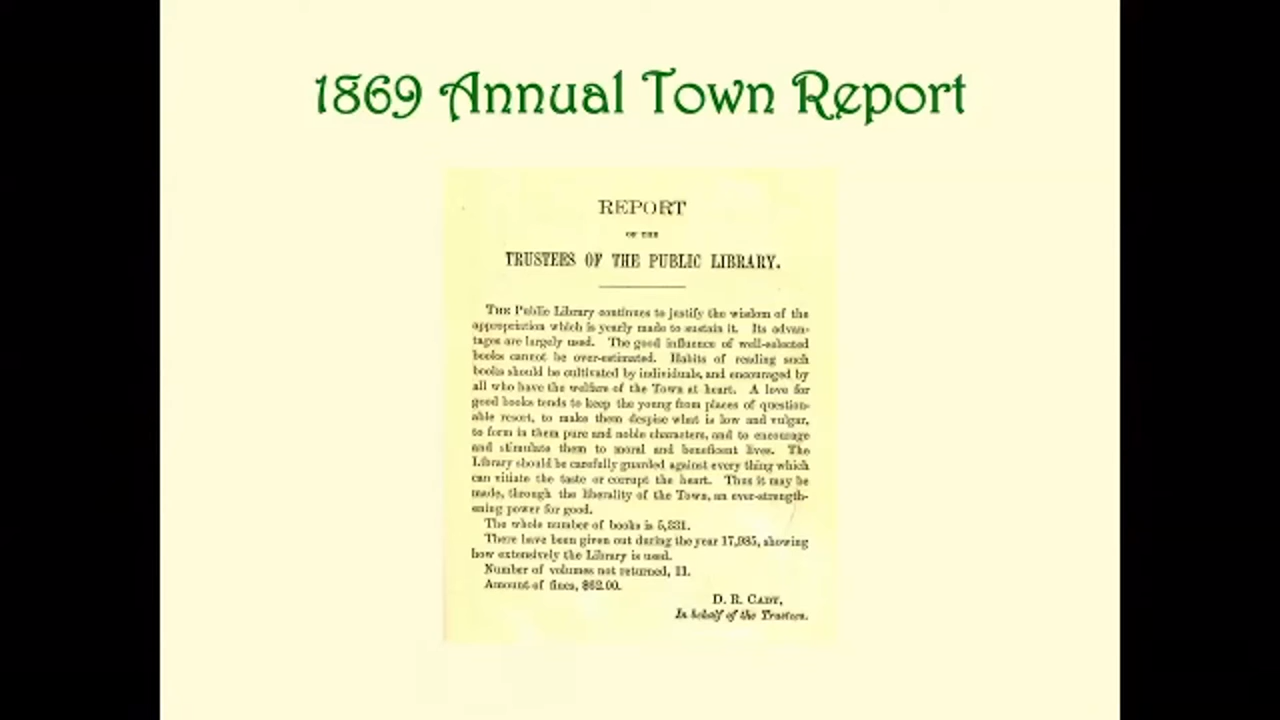 1869 Annual Town Report
REPORT
OF THE
TRUSTEES OF THE PUBLIC LIBRARY.
THE Public Library continues to justify the wisdom of the
appropriation which is yearly made to sustain it. Its advan-
tages are largely used. The good influence of well-selected
books cannot be over-estimated. Habits of reading such
books should be cultivated by individuals, and encouraged by
all who have the welfare of the Town at heart. A love for
good books tends to keep the young from places of question-
able resort, to make them despise what is low and vulgar,
to form in them pure and noble characters, and to encourage
and stimulate them to moral and beneficent lives. The
Library should be carefully guarded against every thing which
can vitiate the taste or corrupt the heart. Thus it may be
made, through the liberality of the Town, an ever-strength-
ening power for good.
The whole number of books is
There have been given out during the year 17,985, showing
how extensively the Library is used.
Number of volumes not returned, 11.
Amount of fines, $62.00.
D. R. CADY,
In behalf of the Trustees.